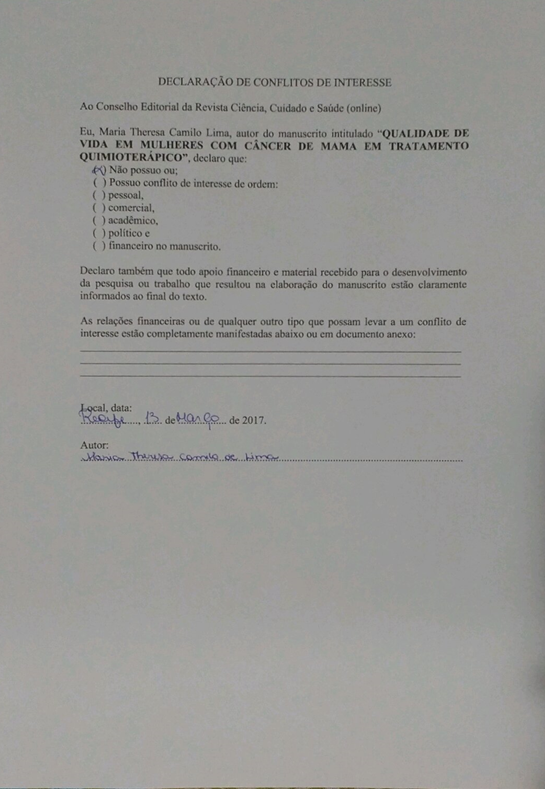 DECLARAÇÃO DE CONFLITOS DE INTERESSE
Ao Conselho Editorial da Revista Ciência, Cuidado e Saúde (online)
Eu, Maria Theresa Camilo Lima, autor do manuscrito intitulado “QUALIDADE DE
VIDA EM MULHERES COM CÂNCER DE MAMA EM TRATAMENTO
QUIMIOTERÁPICO”, declaro que:
(X) Não possuo ou;
( ) Possuo conflito de interesse de ordem:
( ) pessoal,
( ) comercial,
( ) acadêmico,
( ) político e
( ) financeiro no manuscrito.
Declaro também que todo apoio financeiro e material recebido para o desenvolvimento
da pesquisa ou trabalho que resultou na elaboração do manuscrito estão claramente
informados ao final do texto.
As relações financeiras ou de qualquer outro tipo que possam levar a um conflito de
interesse estão completamente manifestadas abaixo ou em documento anexo:
Local, data:
Recife, 13 de Março de 2017.
Autor:
Maria Theresa Camilo de Lima